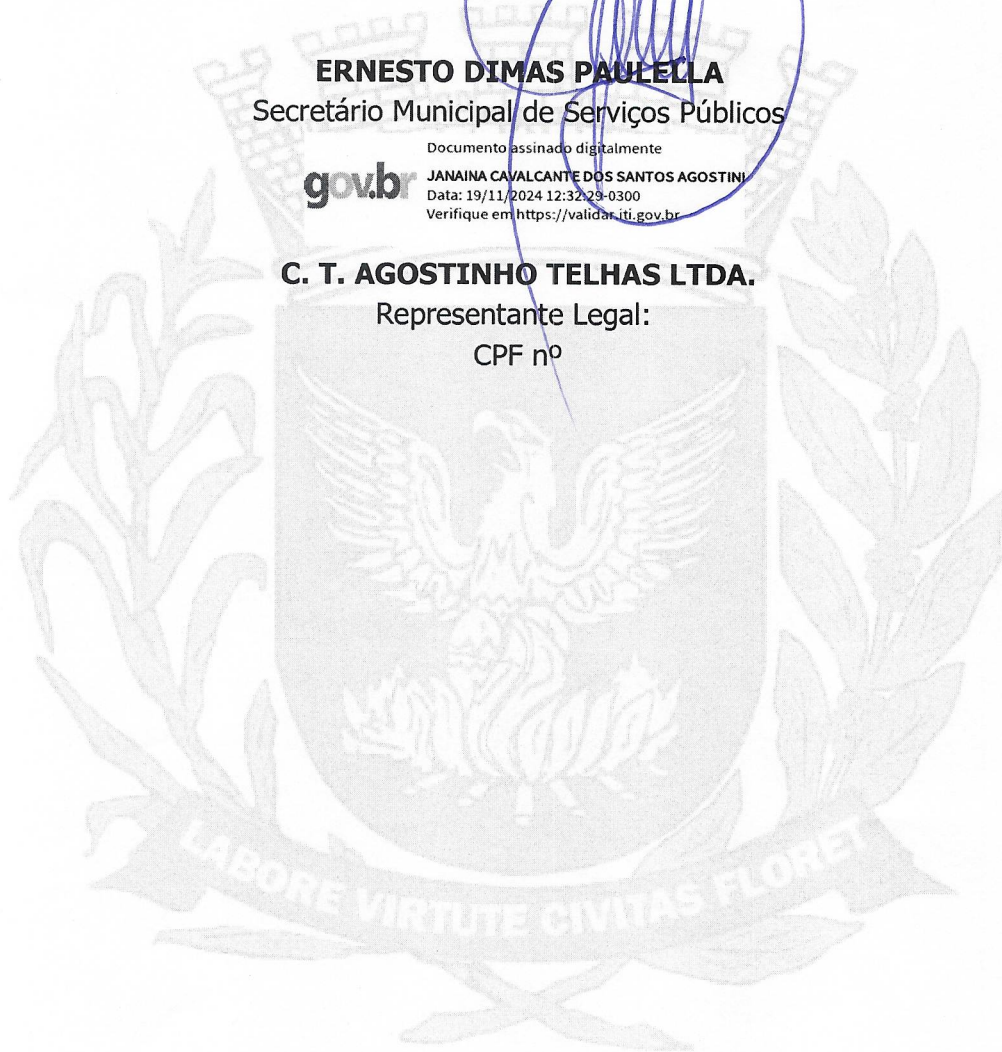 ERNESTO DIMAS PAULELLA
Secretário Municipal de Serviços Públicos
Documento assinado digitalmente
gov.br
JANAINA CAVALCANTE DOS SANTOS AGOSTINI
Data: 19/11/2024 12:32:29-0300
Verifique em https://validar.iti.gov.br
C. T. AGOSTINHO TELHAS LTDA.
Representante Legal:
CPF nº
LABORE VIRTUTE CIVITAS FLORET